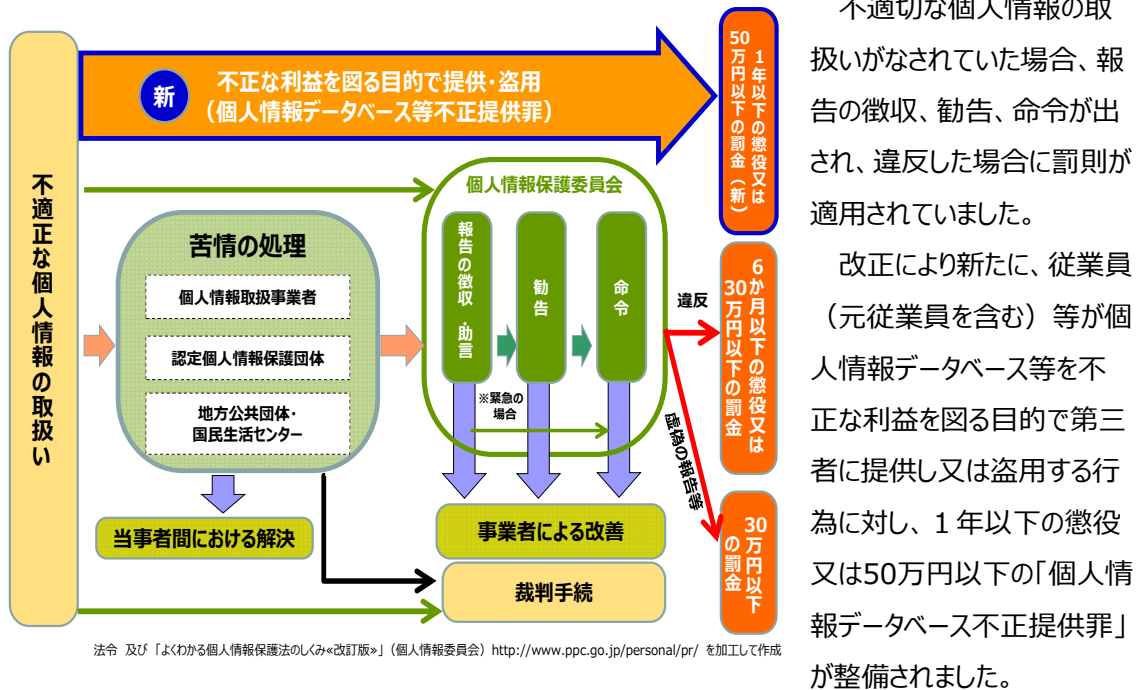 不適正な個人情報の取扱い
新
不正な利益を図る目的で提供・盗用
（個人情報データベース等不正提供罪）
1年以下の懲役又は
50万円以下の罰金（新）
苦情の処理
個人情報取扱事業者
認定個人情報保護団体
地方公共団体・
国民生活センター
個人情報保護委員会
報告の徴収・助言
勧告
命令
※緊急の
場合
違反
虚偽の報告等
6か月以下の懲役又は
30万円以下の罰金
30万円以下
の罰金
当事者間における解決
事業者による改善
裁判手続
法令 及び 「よくわかる個人情報保護法のしくみ≪改訂版≫」（個人情報委員会）http://www.ppc.go.jp/personal/pr/ を加工して作成
不適切な個人情報の取
扱いがなされていた場合、報
告の徴収、勧告、命令が出
され、違反した場合に罰則が
適用されていました。
改正により新たに、従業員
（元従業員を含む）等が個
人情報データベース等を不
正な利益を図る目的で第三
者に提供し又は盗用する行
為に対し、１年以下の懲役
又は50万円以下の「個人情
報データベース不正提供罪」
が整備されました。